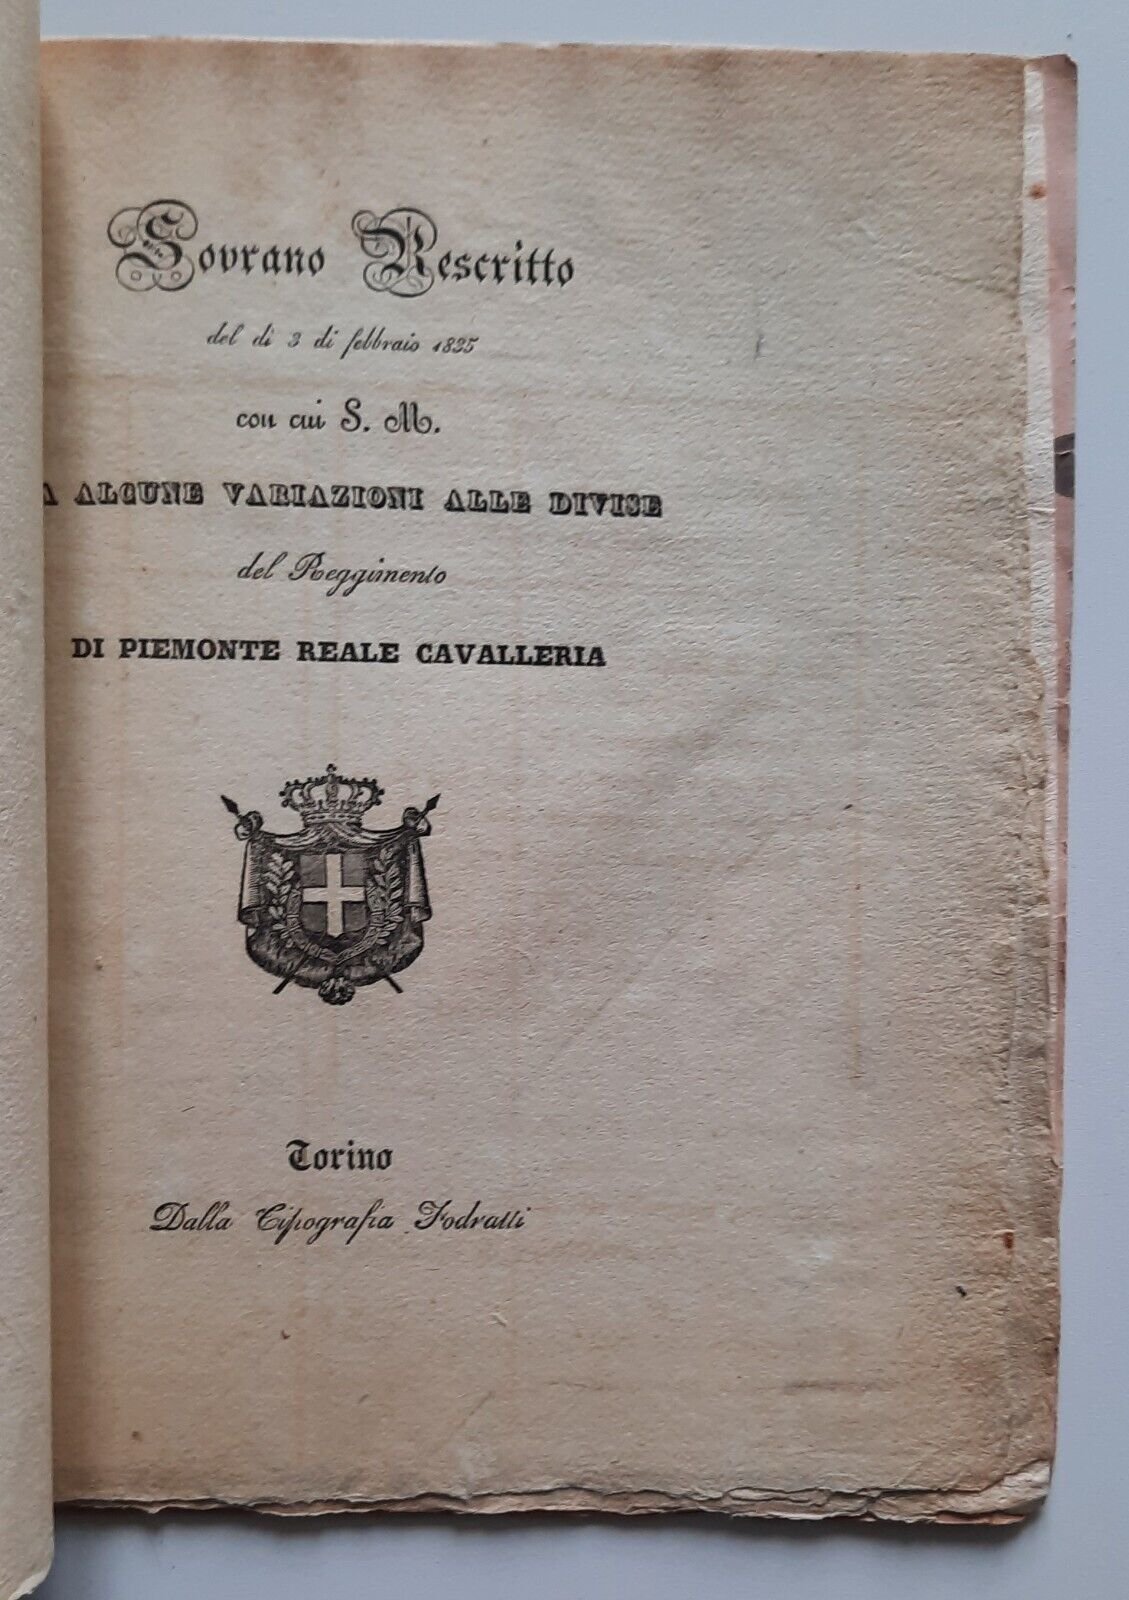 Sovrano Rescritto
del dì 3 di febbraio 1835
con cui S. M.
ALCUNE VARIAZIONI ALLE DIVISE
del Reggimento
DI PIEMONTE REALE CAVALLERIA
Torino
Dalla Tipografia Fodratti